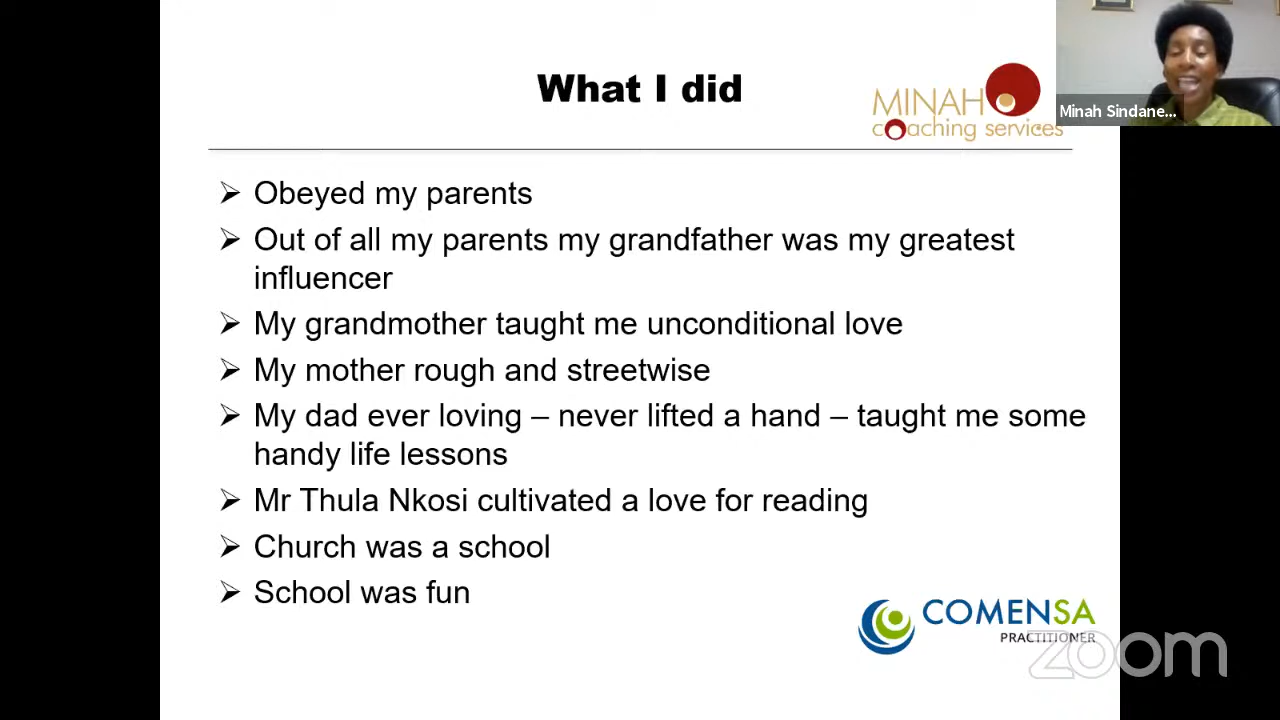 What I did
MINAH
coaching services
Minah Sindane...
Obeyed my parents
Out of all my parents my grandfather was my greatest
influencer
My grandmother taught me unconditional love
My mother rough and streetwise
My dad ever loving – never lifted a hand – taught me some
handy life lessons
Mr Thula Nkosi cultivated a love for reading
Church was a school
School was fun
COMENSA
PRACTITIONER
zoom